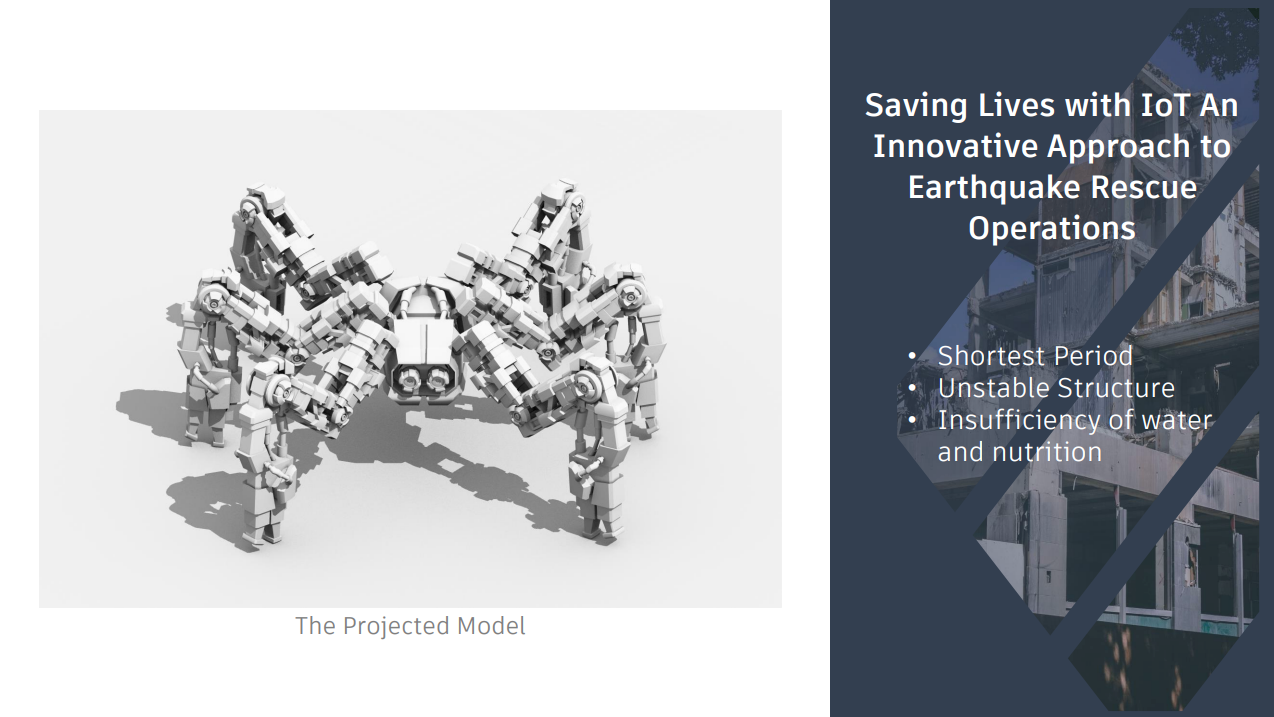 Saving Lives with IoT An
Innovative Approach to
Earthquake Rescue
Operations
• Shortest Period
• Unstable Structure
• Insufficiency of water
and nutrition
The Projected Model